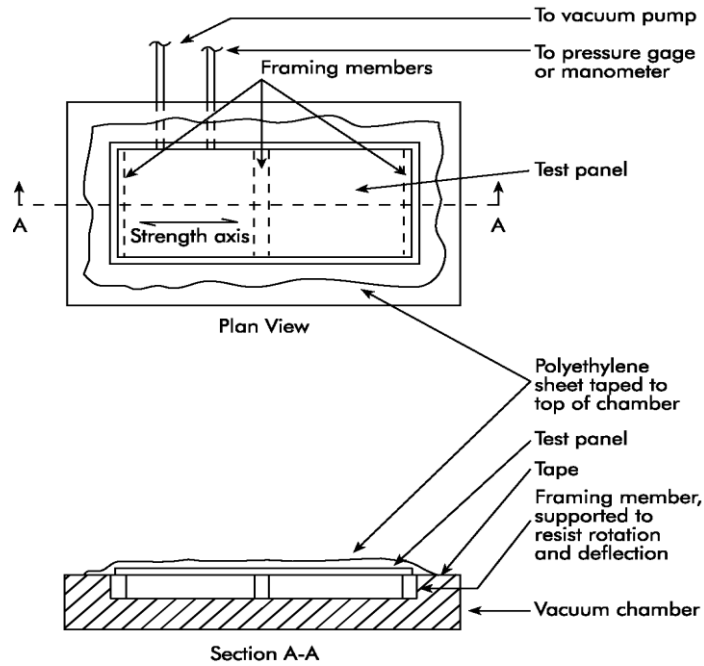 To vacuum pump
To pressure gage
or manometer
Framing members
Test panel
A
A
Strength axis
Plan View
Polyethylene
sheet taped to
top of chamber
Test panel
Tape
Framing member,
supported to
resist rotation
and deflection
Vacuum chamber
Section A-A